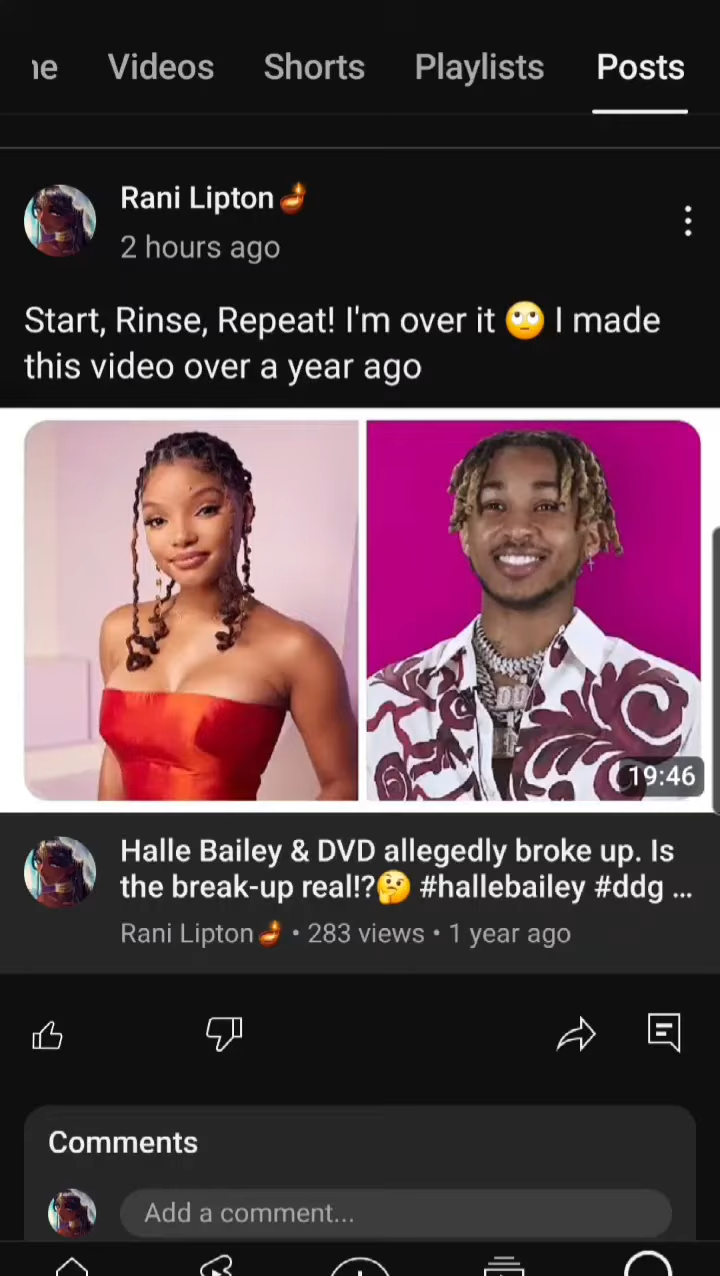 ne Videos Shorts Playlists Posts
Rani Lipton🪔
2 hours ago
Start, Rinse, Repeat! I'm over it 🙄 I made
this video over a year ago
19:46
Halle Bailey & DVD allegedly broke up. Is
the break-up real!?🤔 #hallebailey #ddg ...
Rani Lipton🪔 • 283 views • 1 year ago
Comments
Add a comment...